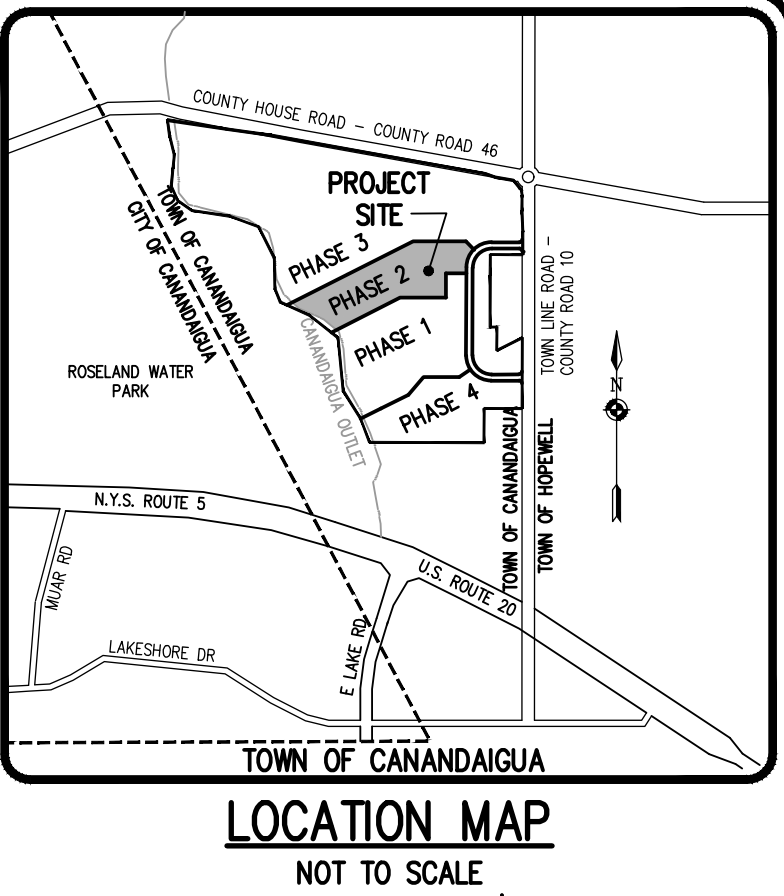 COUNTY HOUSE ROAD - COUNTY ROAD 46
PROJECT
SITE
TOWN OF CANANDAIGUA
CITY OF CANANDAIGUA
PHASE 3
PHASE 2
PHASE 1
PHASE 4
TOWN LINE ROAD -
COUNTY ROAD 10
CANANDAIGUA OUTLET
ROSELAND WATER
PARK
N
TOWN OF CANANDAIGUA
TOWN OF HOPEWELL
N.Y.S. ROUTE 5
U.S. ROUTE 20
MUAR RD
E LAKE RD
LAKESHORE DR
TOWN OF CANANDAIGUA
LOCATION MAP
NOT TO SCALE